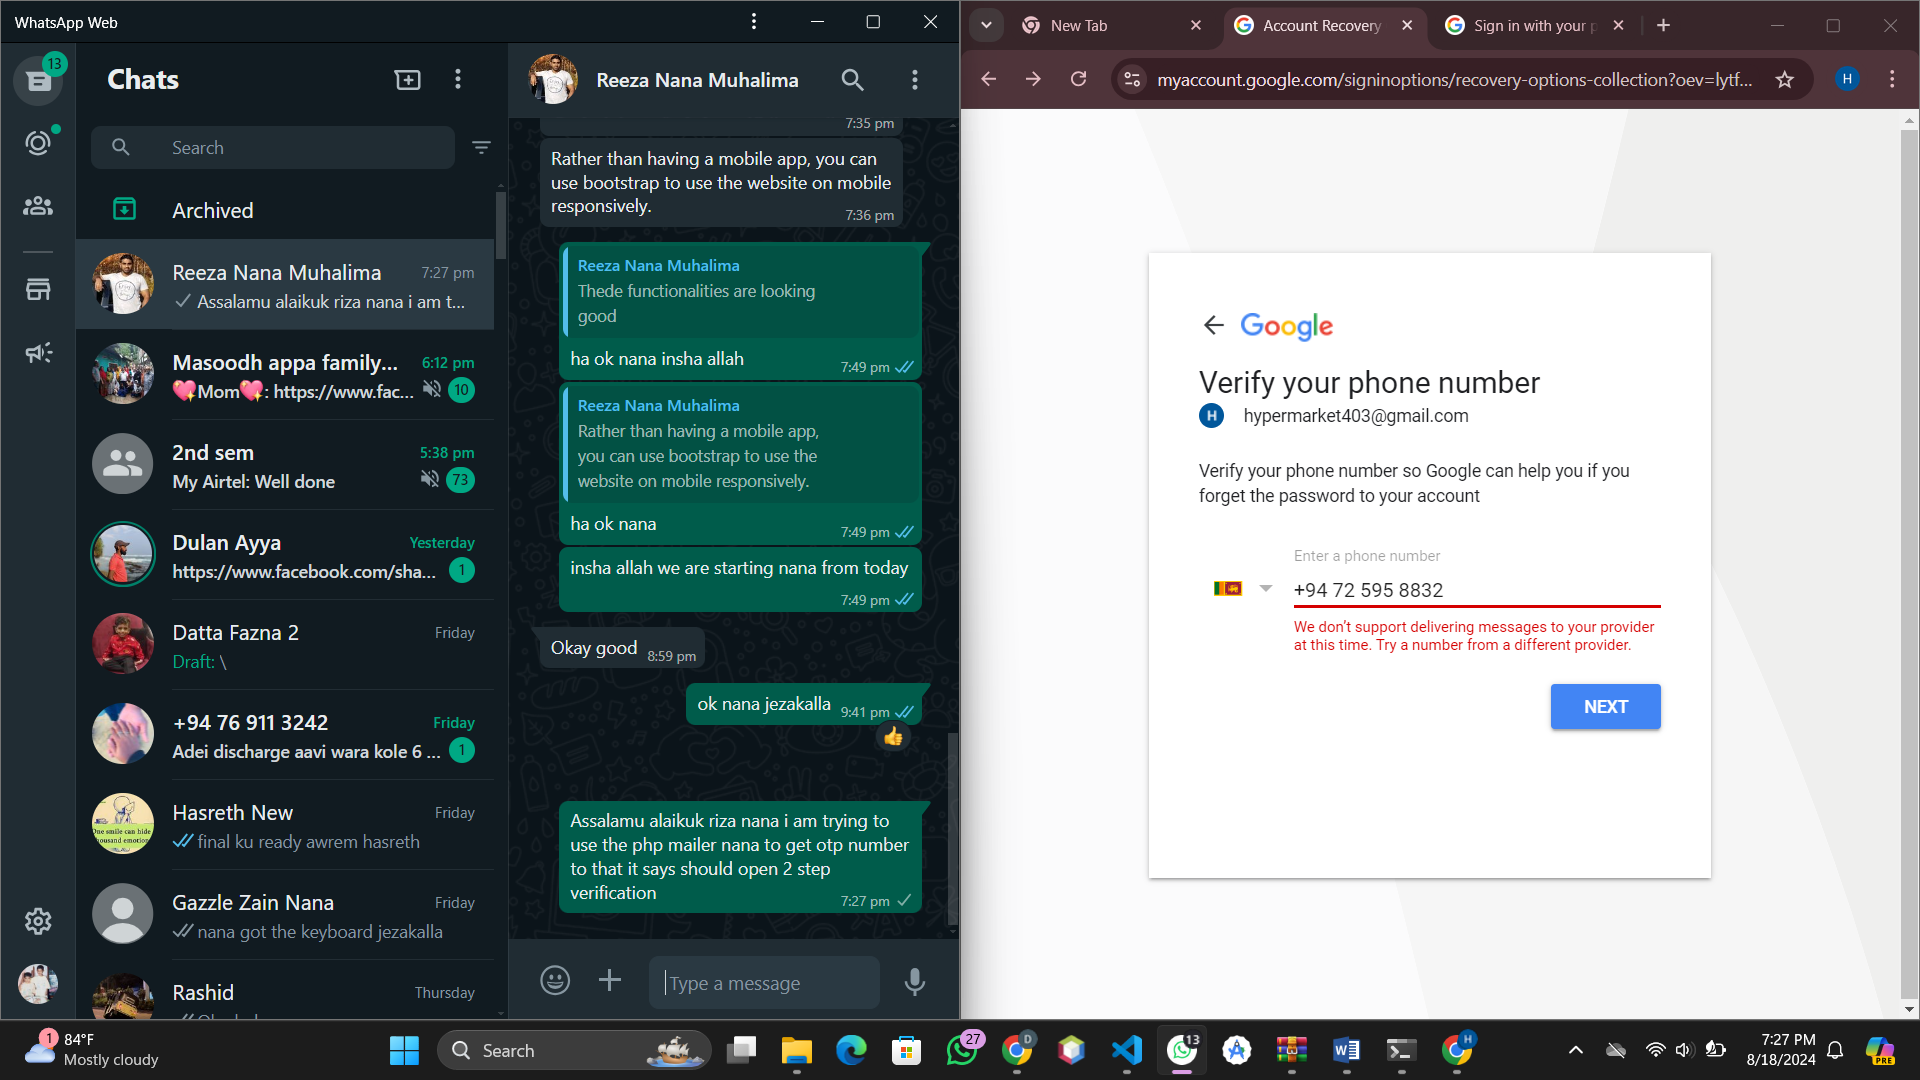 WhatsApp Web
13
Chats
Search
Archived
Reeza Nana Muhalima
7:27 pm
Assalamu alaikuk riza nana i am t...
Masoodh appa family...
6:12 pm
💖Mom💖: https://www.fac...
10
2nd sem
5:38 pm
My Airtel: Well done
73
Dulan Ayya
Yesterday
https://www.facebook.com/sha...
1
Datta Fazna 2
Friday
Draft: \
+94 76 911 3242
Friday
Adei discharge aavi wara kole 6 ...
1
Hasreth New
Friday
final ku ready awrem hasreth
Gazzle Zain Nana
Friday
nana got the keyboard jezakalla
Rashid
Thursday
Reeza Nana Muhalima
7:35 pm
Rather than having a mobile app, you can
use bootstrap to use the website on mobile
responsively.
7:36 pm
Reeza Nana Muhalima
Thede functionalities are looking
good
ha ok nana insha allah
7:49 pm
Reeza Nana Muhalima
Rather than having a mobile app,
you can use bootstrap to use the
website on mobile responsively.
ha ok nana
7:49 pm
insha allah we are starting nana from today
7:49 pm
Okay good
8:59 pm
ok nana jezakalla
9:41 pm
👍
Assalamu alaikuk riza nana i am trying to
use the php mailer nana to get otp number
to that it says should open 2 step
verification
7:27 pm
Type a message
New Tab
Account Recovery
Sign in with your p
myaccount.google.com/signinoptions/recovery-options-collection?oev=lytf...
H
Google
Verify your phone number
H
hypermarket403@gmail.com
Verify your phone number so Google can help you if you
forget the password to your account
Enter a phone number
+94 72 595 8832
We don't support delivering messages to your provider
at this time. Try a number from a different provider.
NEXT
1
84°F
Mostly cloudy
Search
27
D
13
H
7:27 PM
8/18/2024
PRE